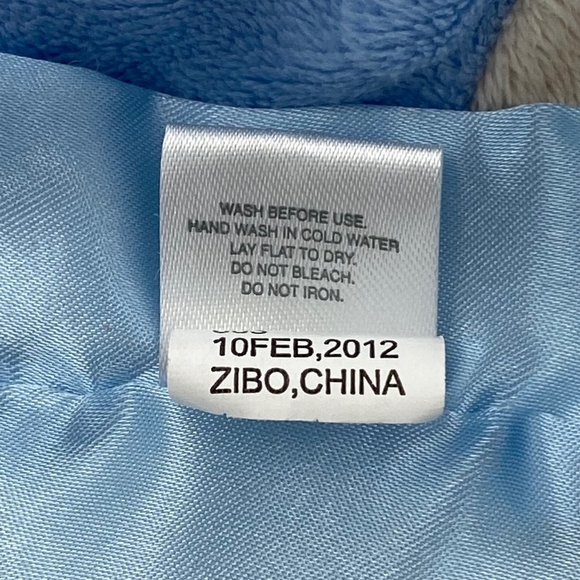 WASH BEFORE USE.
HAND WASH IN COLD WATER
LAY FLAT TO DRY.
DO NOT BLEACH.
DO NOT IRON.
10FEB,2012
ZIBO,CHINA